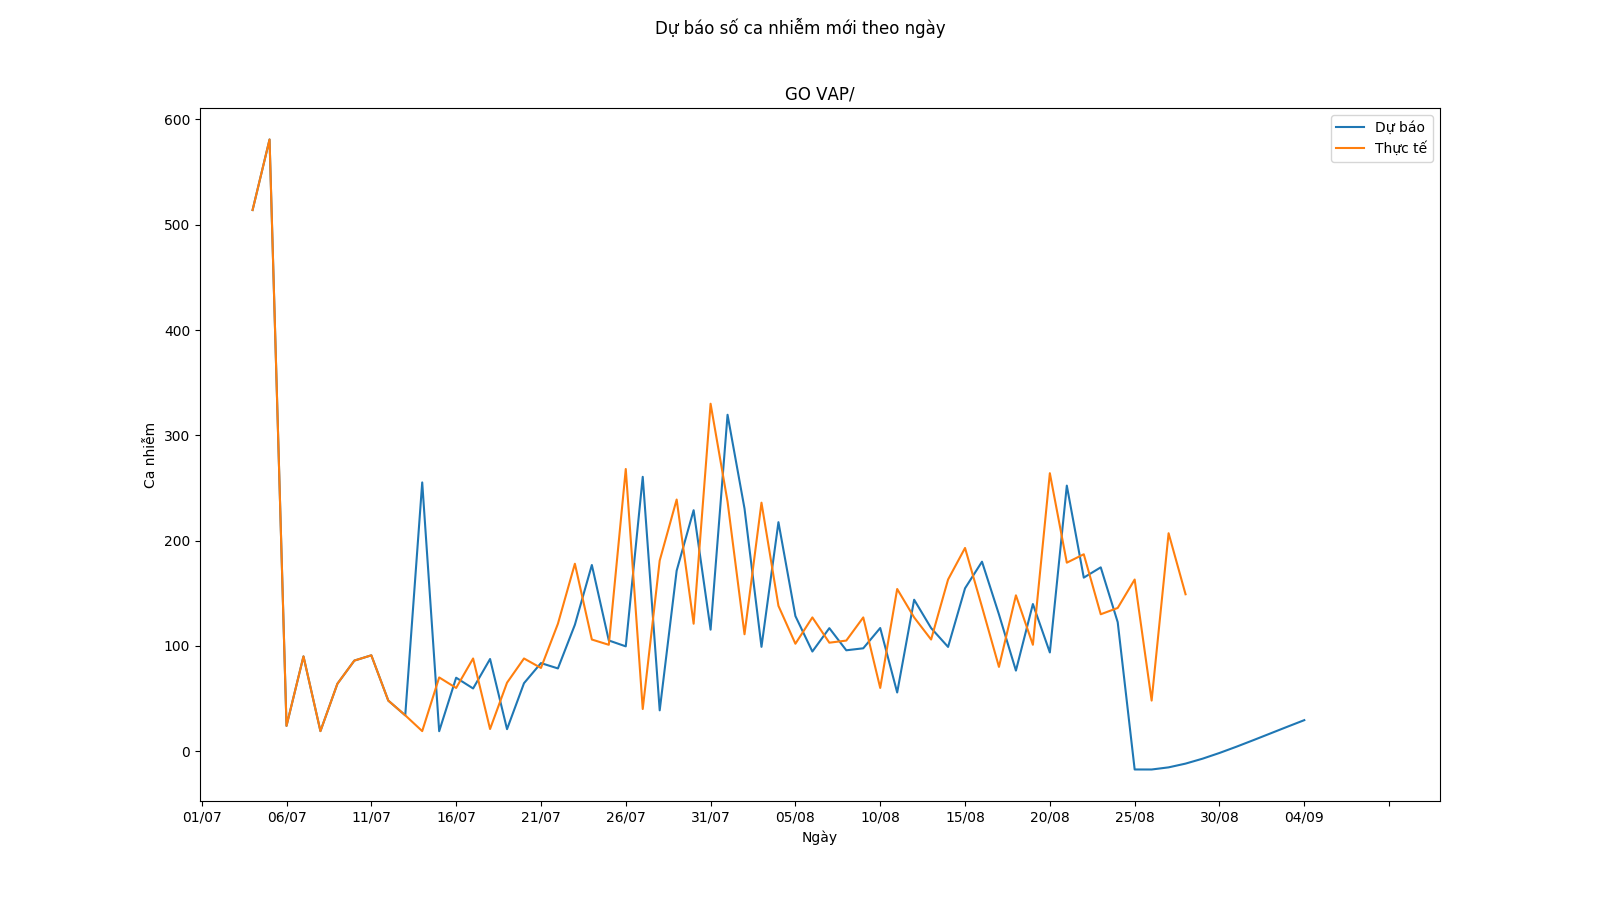 Dự báo số ca nhiễm mới theo ngày
GO VAP/
Dự báo
Thực tế
600
500
400
300
200
100
0
Ca nhiễm
01/07 06/07 11/07 16/07 21/07 26/07 31/07 05/08 10/08 15/08 20/08 25/08 30/08 04/09
Ngày